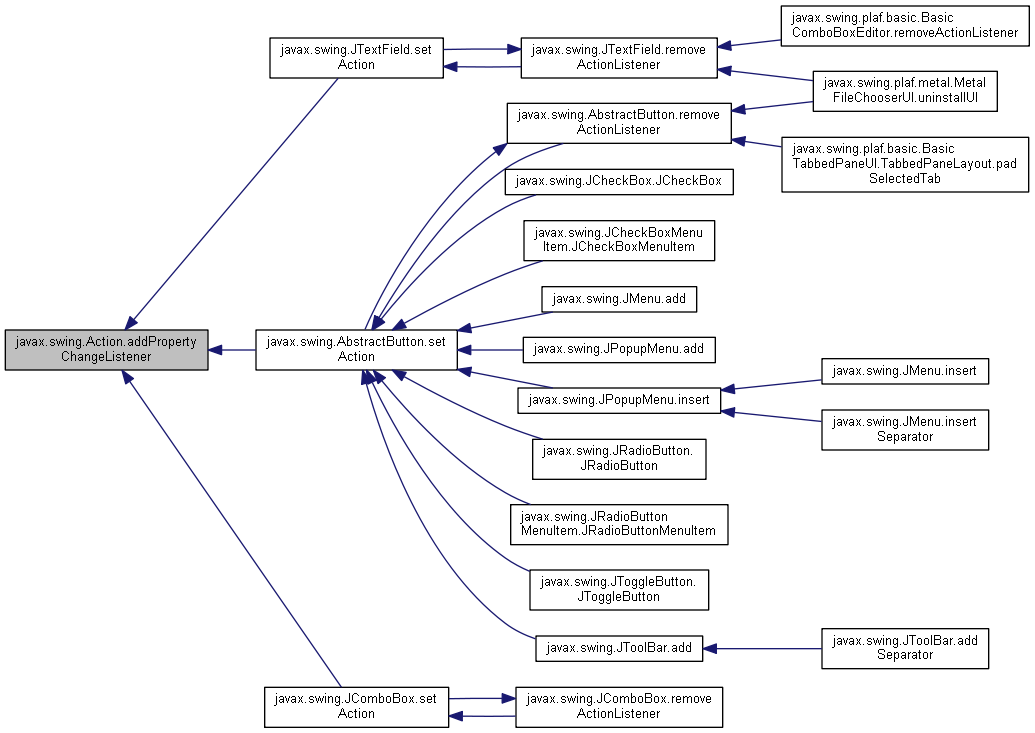 javax.swing.Action.addProperty
ChangeListener
javax.swing.JTextField.set
Action
javax.swing.JTextField.remove
ActionListener
javax.swing.plaf.basic.Basic
ComboBoxEditor.removeActionListener
javax.swing.plaf.metal.Metal
FileChooserUI.uninstallUI
javax.swing.AbstractButton.remove
ActionListener
javax.swing.plaf.basic.Basic
TabbedPaneUI.TabbedPaneLayout.pad
SelectedTab
javax.swing.JCheckBox.JCheckBox
javax.swing.JCheckBoxMenu
Item.JCheckBoxMenuItem
javax.swing.JMenu.add
javax.swing.AbstractButton.set
Action
javax.swing.JPopupMenu.add
javax.swing.JPopupMenu.insert
javax.swing.JMenu.insert
javax.swing.JMenu.insert
Separator
javax.swing.JRadioButton.
JRadioButton
javax.swing.JRadioButton
MenuItem.JRadioButtonMenuItem
javax.swing.JToggleButton.
JToggleButton
javax.swing.JToolBar.add
javax.swing.JToolBar.add
Separator
javax.swing.JComboBox.set
Action
javax.swing.JComboBox.remove
ActionListener